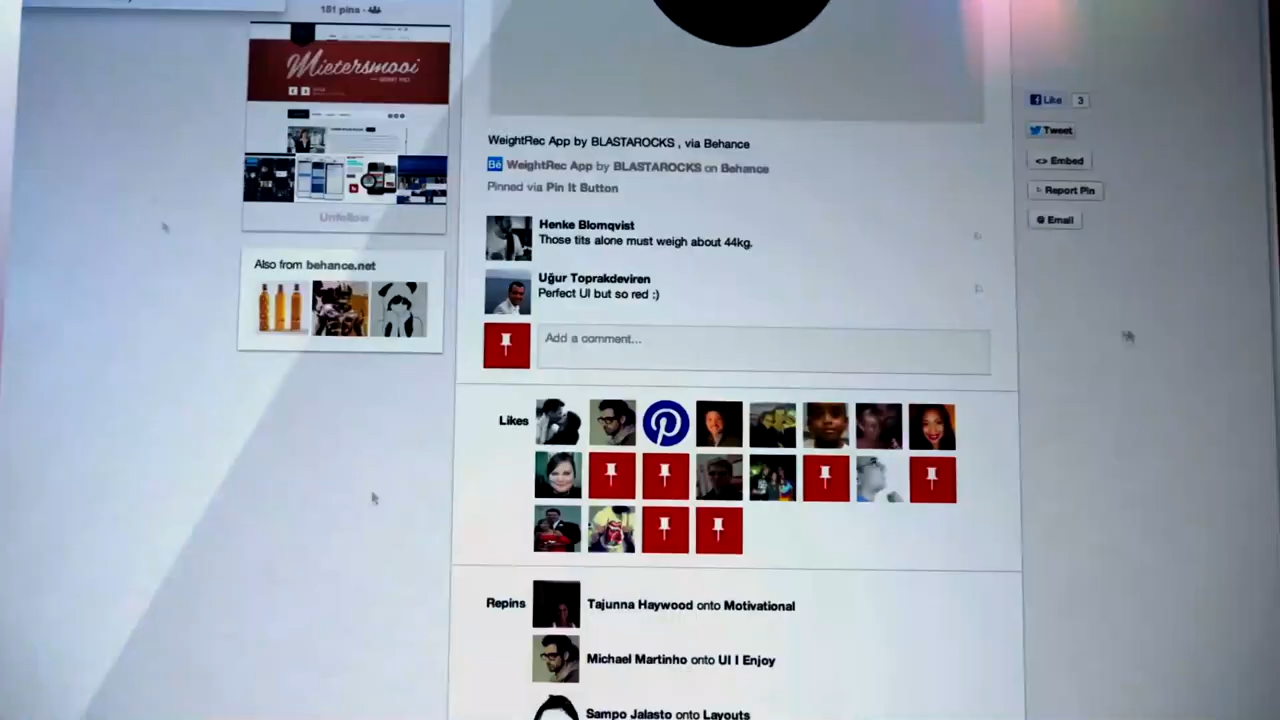 181 pins
Mietersmooi
Unfollow
Also from behance.net
WeightRec App by BLASTAROCKS , via Behance
Bē WeightRec App by BLASTAROCKS on Behance
Pinned via Pin It Button
Henke Blomqvist
Those tits alone must weigh about 44kg.
Uğur Toprakdeviren
Perfect UI but so red :)
Add a comment...
Likes
Repins
Tajunna Haywood onto Motivational
Michael Martinho onto UI I Enjoy
Sampo Jalasto onto Layouts
Like 3
Tweet
<> Embed
Report Pin
@ Email